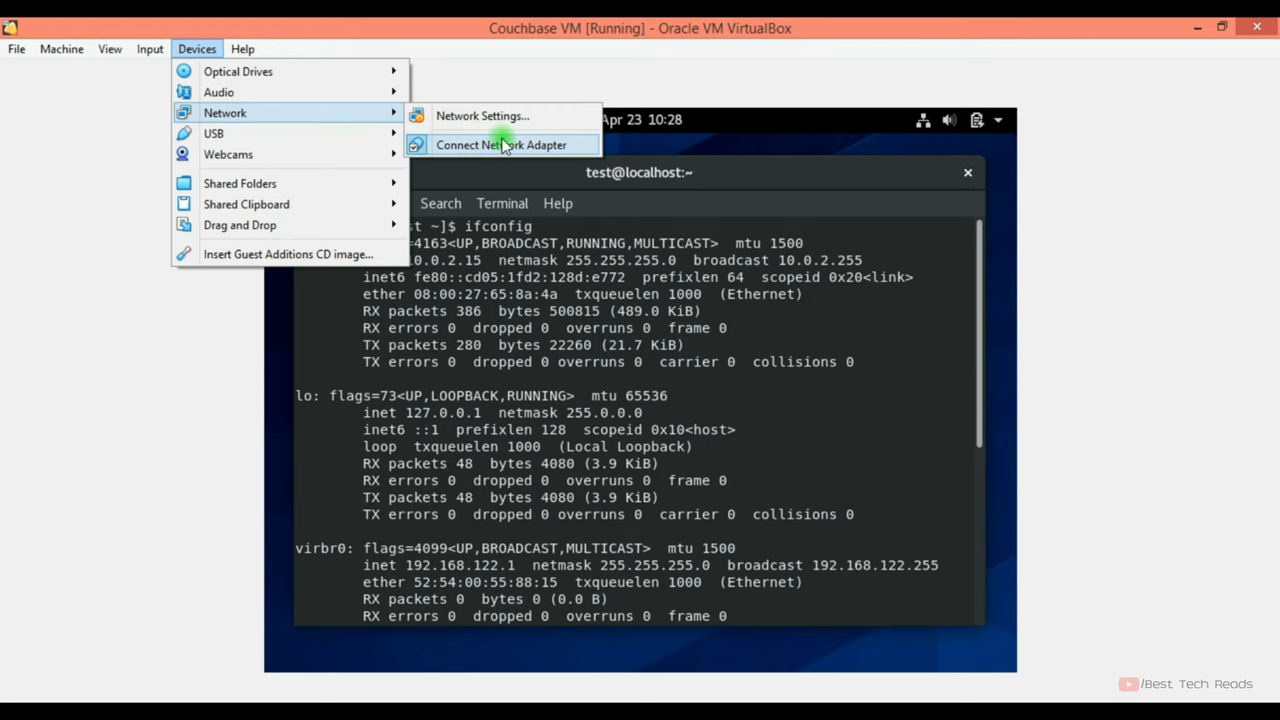 Couchbase VM [Running] - Oracle VM VirtualBox
File Machine View Input Devices Help
Optical Drives
Audio
Network
USB
Webcams
Shared Folders
Shared Clipboard
Drag and Drop
Insert Guest Additions CD image...
Network Settings...
Connect Network Adapter
Apr 23 10:28
test@localhost:~
Search Terminal Help
st ~]$ ifconfig
=4163<UP,BROADCAST,RUNNING,MULTICAST> mtu 1500
10.0.2.15 netmask 255.255.255.0 broadcast 10.0.2.255
inet6 fe80::cd05:1fd2:128d:e772 prefixlen 64 scopeid 0x20<link>
ether 08:00:27:65:8a:4a txqueuelen 1000 (Ethernet)
RX packets 386 bytes 500815 (489.0 KiB)
RX errors 0 dropped 0 overruns 0 frame 0
TX packets 280 bytes 22260 (21.7 KiB)
TX errors 0 dropped 0 overruns 0 carrier 0 collisions 0
lo: flags=73<UP,LOOPBACK,RUNNING> mtu 65536
inet 127.0.0.1 netmask 255.0.0.0
inet6 ::1 prefixlen 128 scopeid 0x10<host>
loop txqueuelen 1000 (Local Loopback)
RX packets 48 bytes 4080 (3.9 KiB)
RX errors 0 dropped 0 overruns 0 frame 0
TX packets 48 bytes 4080 (3.9 KiB)
TX errors 0 dropped 0 overruns 0 carrier 0 collisions 0
virbr0: flags=4099<UP,BROADCAST,MULTICAST> mtu 1500
inet 192.168.122.1 netmask 255.255.255.0 broadcast 192.168.122.255
ether 52:54:00:55:88:15 txqueuelen 1000 (Ethernet)
RX packets 0 bytes 0 (0.0 B)
RX errors 0 dropped 0 overruns 0 frame 0
/Best Tech Reads